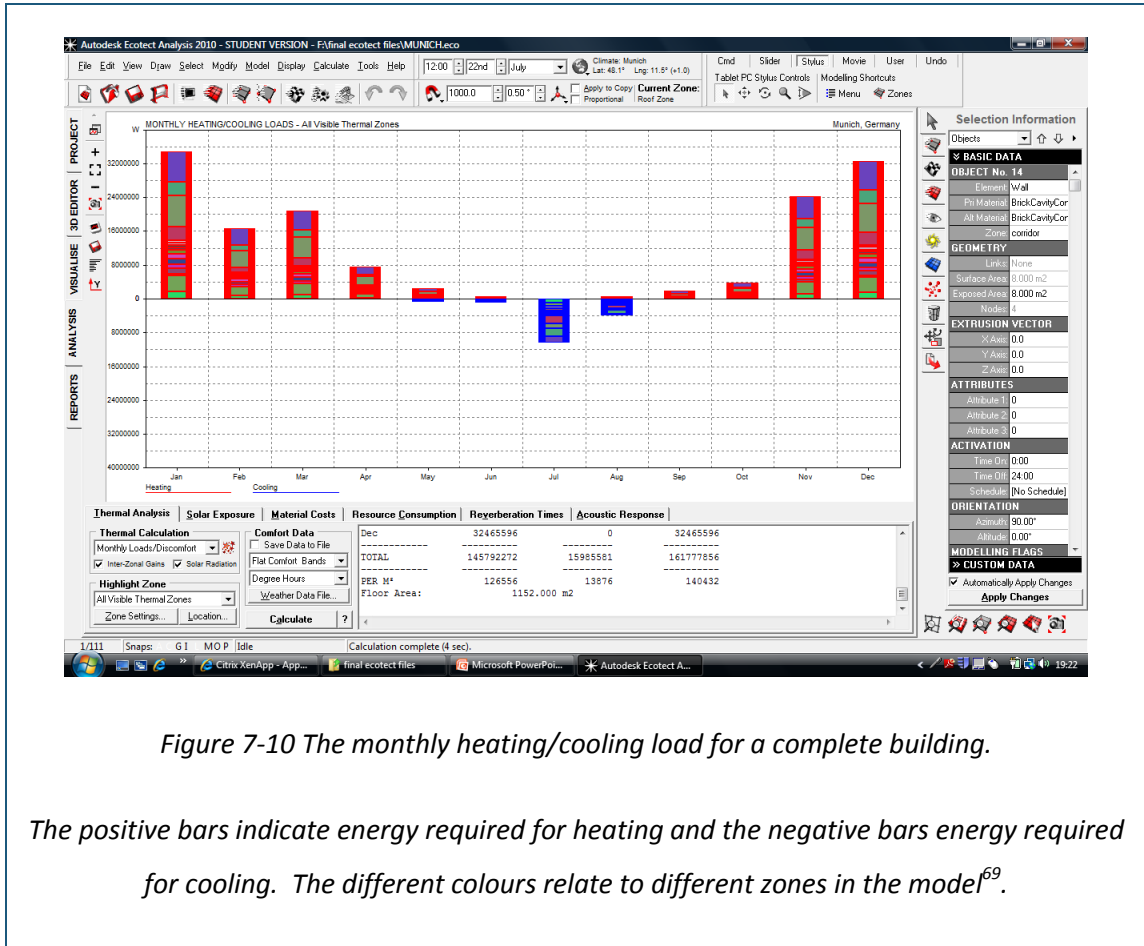 Autodesk Ecotect Analysis 2010 - STUDENT VERSION - F:\final ecotect files\MUNICH.eco
File Edit View Draw Select Modify Model Display Calculate Tools Help
12:00 22nd July
Climate: Munich
Lat: 48.1° Lng: 11.5° (+1.0)
Cmd Slider Stylus Movie User Undo
Tablet PC Stylus Controls Modelling Shortcuts
1000.0 0.50°
Apply to Copy
Proportional
Current Zone:
Roof Zone
Menu Zones
PROJECT
3D EDITOR
VISUALISE
ANALYSIS
REPORTS
Y
W MONTHLY HEATING/COOLING LOADS - All Visible Thermal Zones Munich, Germany
32000000
24000000
16000000
8000000
0
8000000
16000000
24000000
32000000
40000000
Jan Feb Mar Apr May Jun Jul Aug Sep Oct Nov Dec
Heating Cooling
Selection Information
Objects
BASIC DATA
OBJECT No. 14
Element: Wall
Pri Material: BrickCavityCor
Alt Material: BrickCavityCor
Zone: corridor
GEOMETRY
Links: None
Surface Area: 8.000 m2
Exposed Area: 8.000 m2
Nodes: 4
EXTRUSION VECTOR
X Axis: 0.0
Y Axis: 0.0
Z Axis: 0.0
ATTRIBUTES
Attribute 1: 0
Attribute 2: 0
Attribute 3: 0
ACTIVATION
Time On: 0:00
Time Off: 24:00
Schedule: [No Schedule]
ORIENTATION
Azimuth: 90.00°
Altitude: 0.00°
MODELLING FLAGS
CUSTOM DATA
Automatically Apply Changes
Apply Changes
Thermal Analysis Solar Exposure Material Costs Resource Consumption Reverberation Times Acoustic Response
Thermal Calculation
Monthly Loads/Discomfort
Inter-Zonal Gains Solar Radiation
Highlight Zone
All Visible Thermal Zones
Zone Settings... Location...
Comfort Data
Save Data to File
Flat Comfort Bands
Degree Hours
Weather Data File...
Calculate ?
Dec 32465596 0 32465596
------------ ---------- ---------- ----------
TOTAL 145792272 15985581 161777856
------------ ---------- ---------- ----------
PER M² 126556 13876 140432
Floor Area: 1152.000 m2
1/111 Snaps: G I M O P Idle Calculation complete (4 sec).
Citrix XenApp - App... final ecotect files Microsoft PowerPoi... Autodesk Ecotect A... 19:22
Figure 7-10 The monthly heating/cooling load for a complete building.
The positive bars indicate energy required for heating and the negative bars energy required
for cooling. The different colours relate to different zones in the model69.